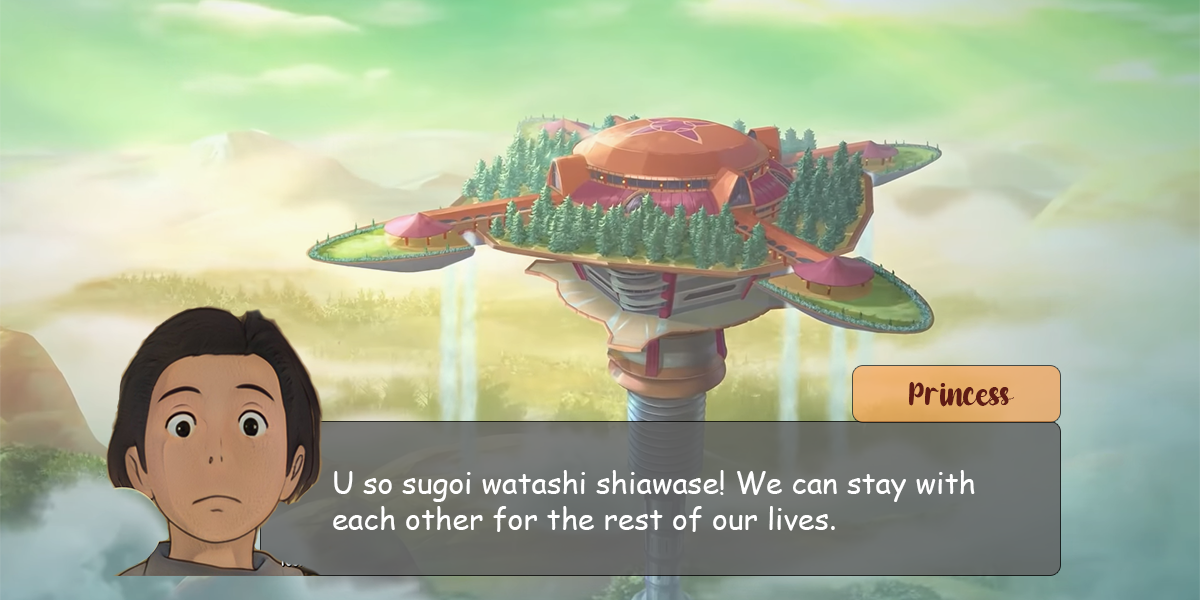 Princess
U so sugoi watashi shiawase! We can stay with
each other for the rest of our lives.